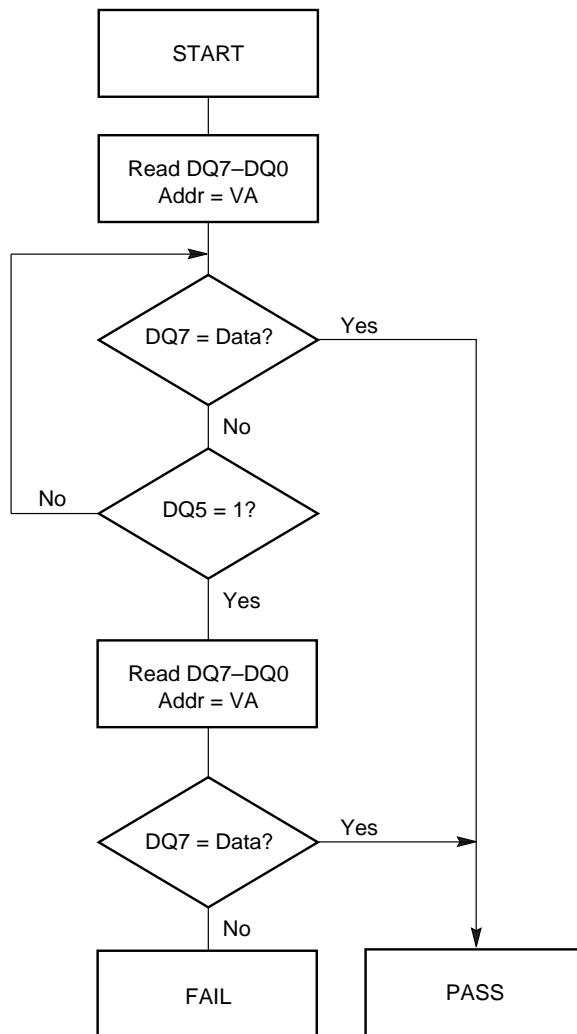 START
Read DQ7–DQ0
Addr = VA
DQ7 = Data?
Yes
No
No
DQ5 = 1?
Yes
Read DQ7–DQ0
Addr = VA
DQ7 = Data?
Yes
No
FAIL
PASS